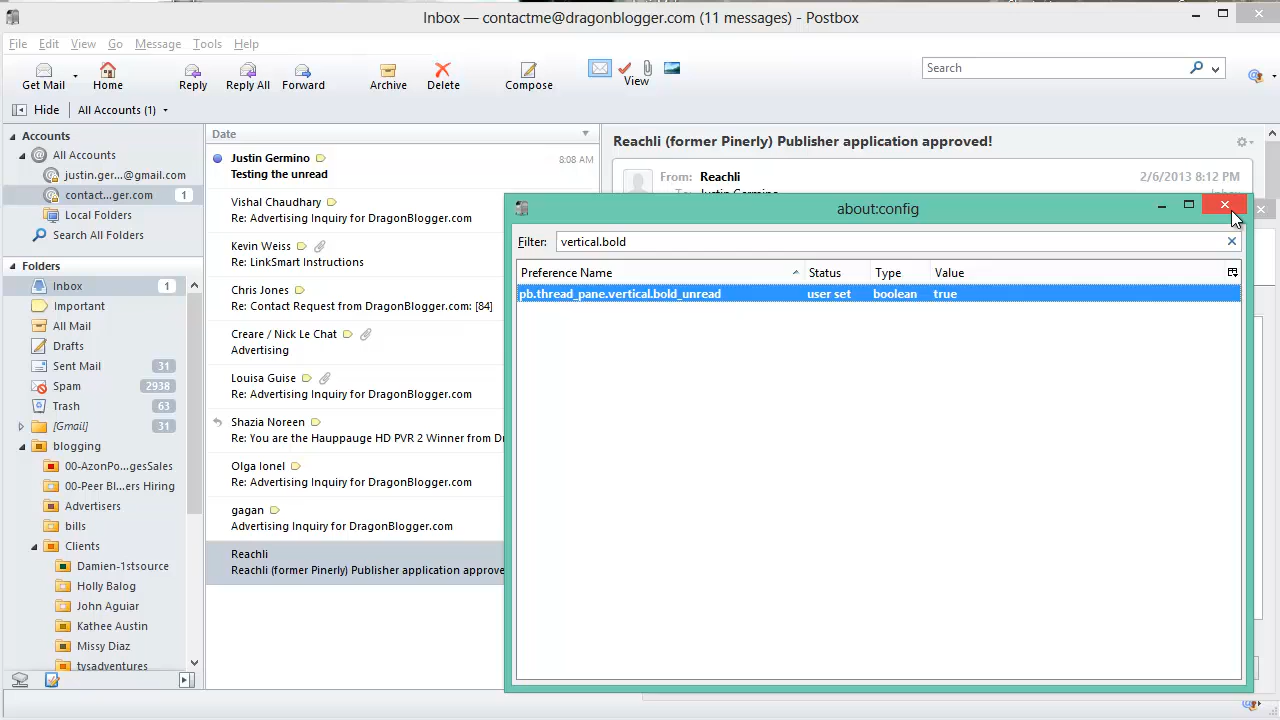 Inbox — contactme@dragonblogger.com (11 messages) - Postbox
File Edit View Go Message Tools Help
Get Mail Home Reply Reply All Forward Archive Delete Compose View Search
Hide All Accounts (1)
Accounts
All Accounts
justin.ger...@gmail.com
contact...ger.com 1
Local Folders
Search All Folders
Folders
Inbox 1
Important
All Mail
Drafts
Sent Mail 31
Spam 2938
Trash 63
[Gmail] 31
blogging
00-AzonPo...gesSales
00-Peer Bl...ers Hiring
Advertisers
bills
Clients
Damien-1stsource
Holly Balog
John Aguiar
Kathee Austin
Missy Diaz
tysadventures
Date
Justin Germino 8:08 AM
Testing the unread
Vishal Chaudhary
Re: Advertising Inquiry for DragonBlogger.com
Kevin Weiss
Re: LinkSmart Instructions
Chris Jones
Re: Contact Request from DragonBlogger.com: [84]
Creare / Nick Le Chat
Advertising
Louisa Guise
Re: Advertising Inquiry for DragonBlogger.com
Shazia Noreen
Re: You are the Hauppauge HD PVR 2 Winner from Dr
Olga Ionel
Re: Advertising Inquiry for DragonBlogger.com
gagan
Advertising Inquiry for DragonBlogger.com
Reachli
Reachli (former Pinerly) Publisher application approve
Reachli (former Pinerly) Publisher application approved!
From: Reachli 2/6/2013 8:12 PM
To: Justin Germino Inbox
about:config
Filter: vertical.bold
Preference Name Status Type Value
pb.thread_pane.vertical.bold_unread user set boolean true